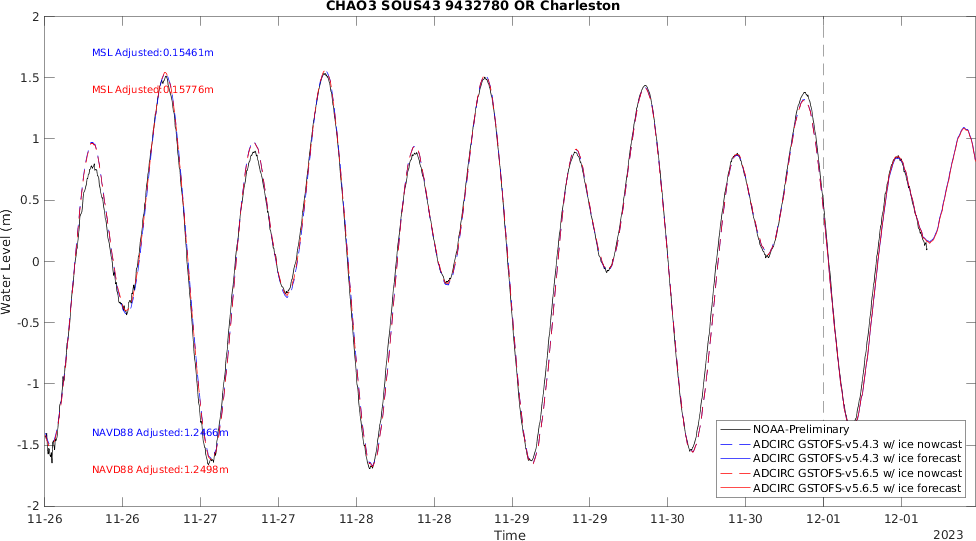 CHAO3 SOUS43 9432780 OR Charleston
2
1.5
1
0.5
0
-0.5
-1
-1.5
-2
Water Level (m)
MSL Adjusted:0.15461m
MSL Adjusted:0.15776m
NAVD88 Adjusted:1.2466m
NAVD88 Adjusted:1.2498m
NOAA-Preliminary
ADCIRC GSTOFS-v5.4.3 w/ ice nowcast
ADCIRC GSTOFS-v5.4.3 w/ ice forecast
ADCIRC GSTOFS-v5.6.5 w/ ice nowcast
ADCIRC GSTOFS-v5.6.5 w/ ice forecast
11-26 11-26 11-27 11-27 11-28 11-28 11-29 11-29 11-30 11-30 12-01 12-01
Time
2023